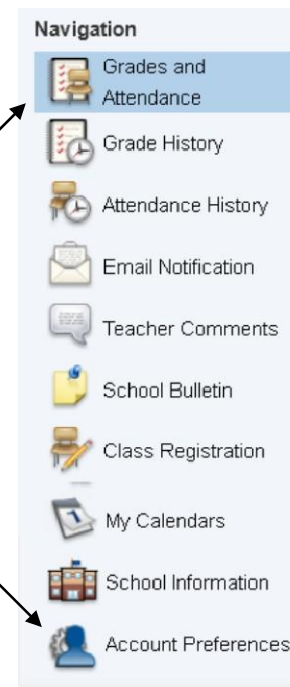 Navigation
Grades and
Attendance
Grade History
Attendance History
Email Notification
Teacher Comments
School Bulletin
Class Registration
My Calendars
School Information
Account Preferences